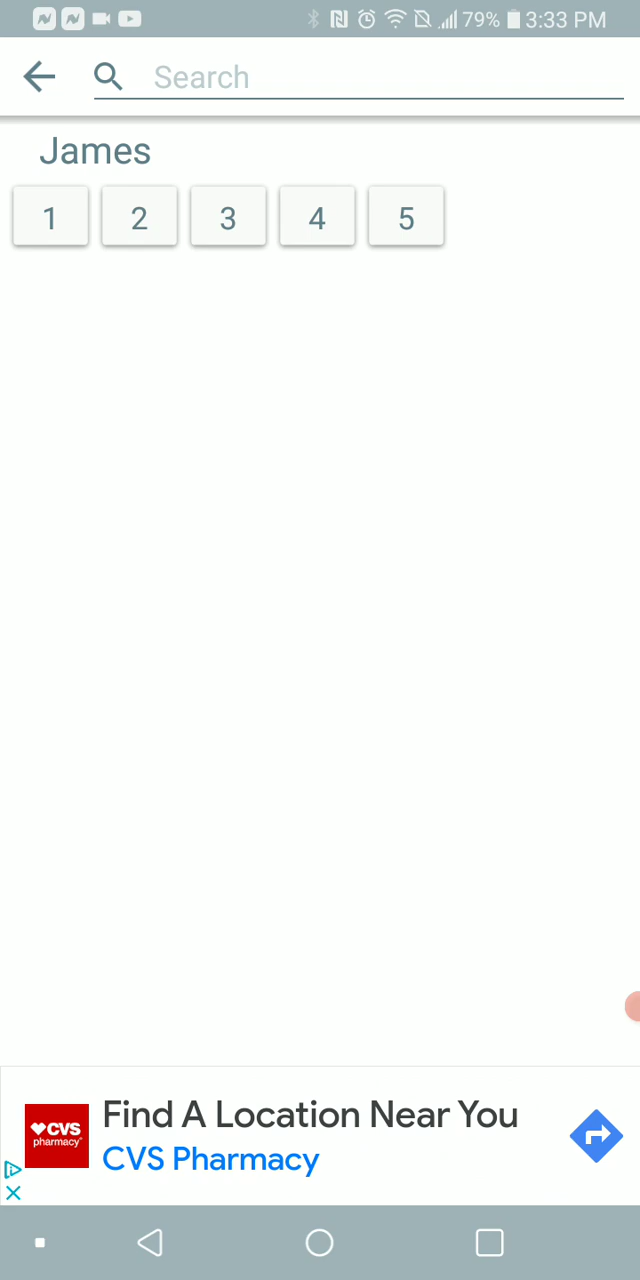 79% 3:33 PM
Search
James
1 2 3 4 5
Find A Location Near You
CVS pharmacy
CVS Pharmacy